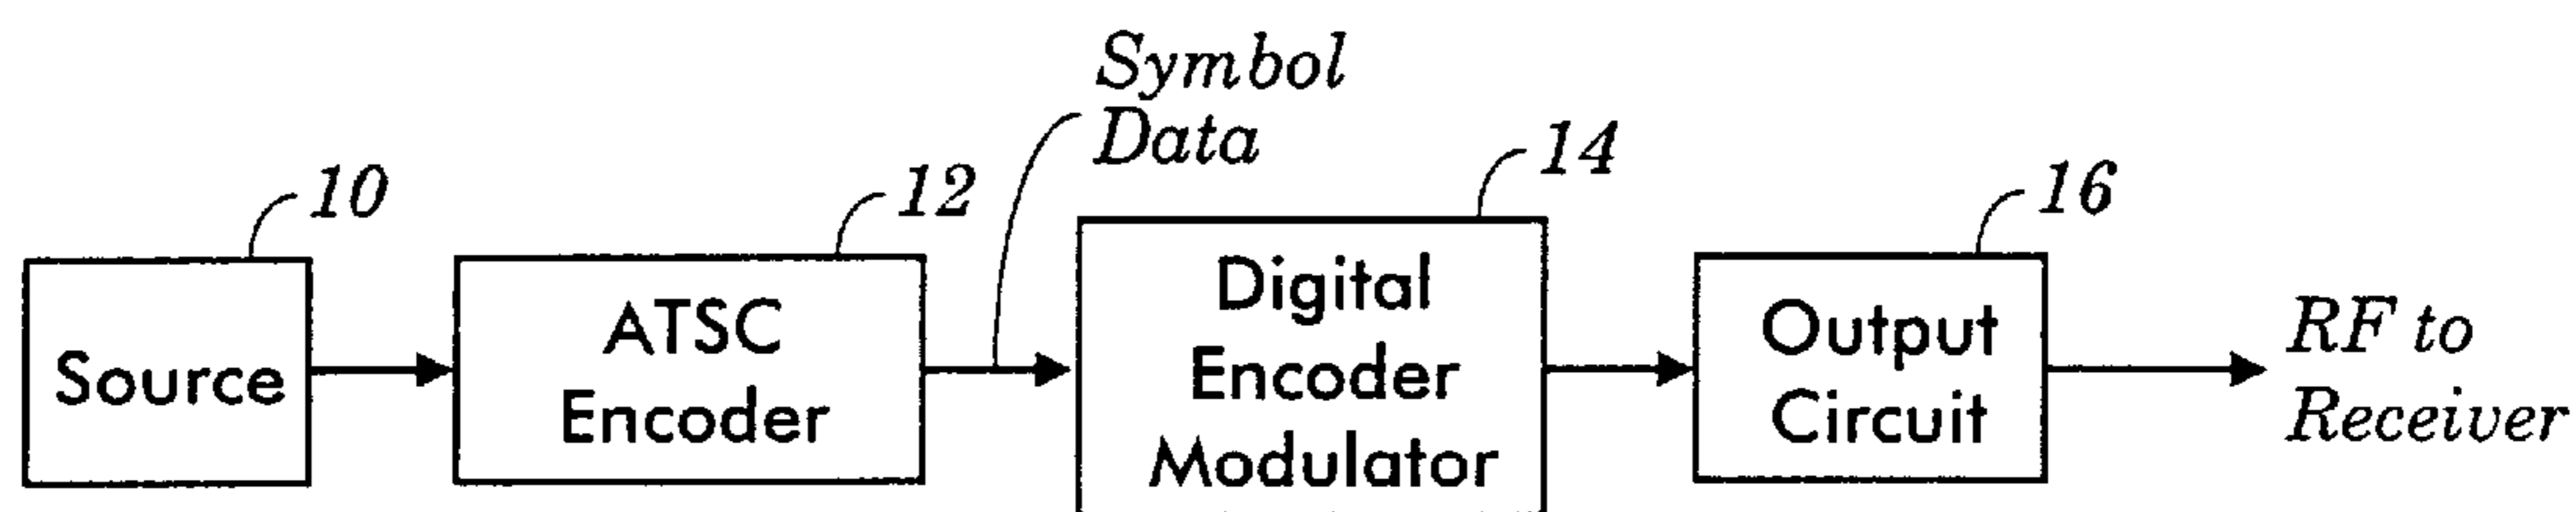 Symbol
Data
10
12
14
16
Source
ATSC
Encoder
Digital
Encoder
Modulator
Output
Circuit
RF to
Receiver